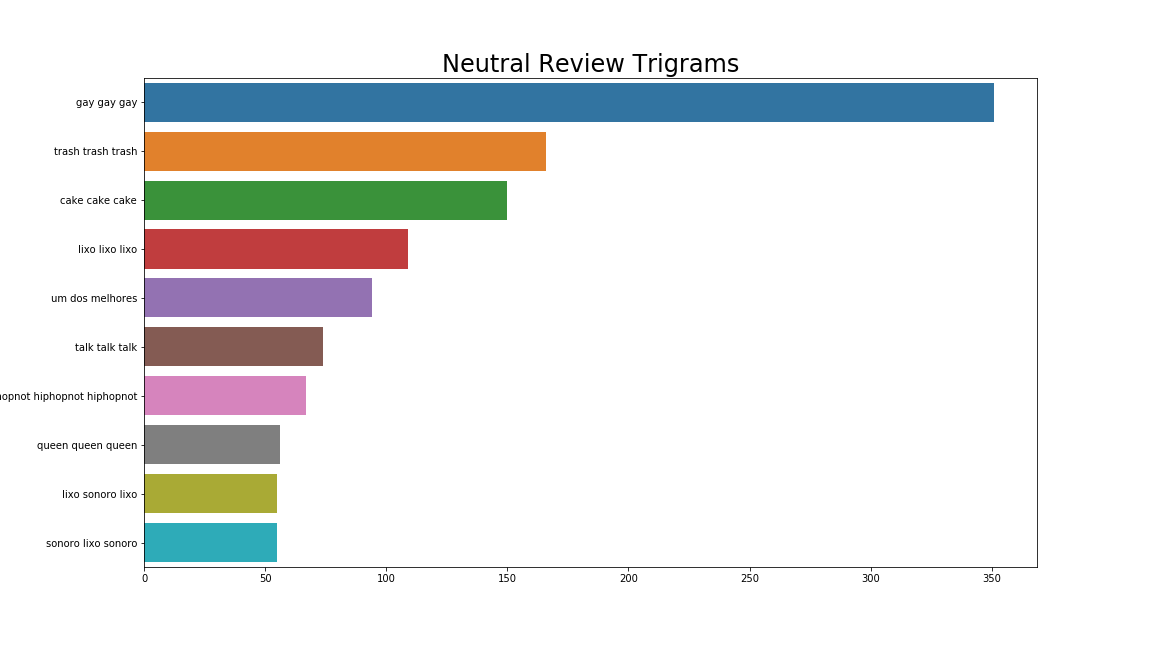 Neutral Review Trigrams
gay gay gay
trash trash trash
cake cake cake
lixo lixo lixo
um dos melhores
talk talk talk
hiphopnot hiphopnot
queen queen queen
lixo sonoro lixo
sonoro lixo sonoro
0 50 100 150 200 250 300 350